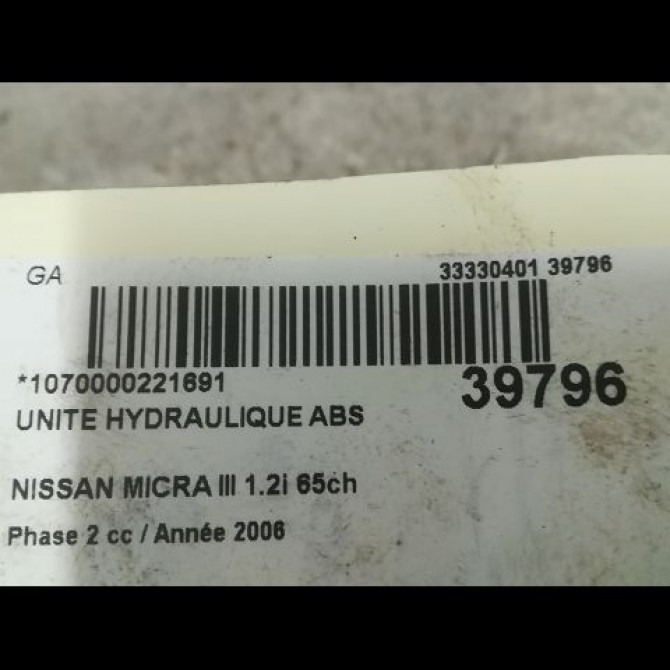 GA
33330401 39796
*1070000221691
39796
UNITE HYDRAULIQUE ABS
NISSAN MICRA III 1.2i 65ch
Phase 2 cc / Année 2006